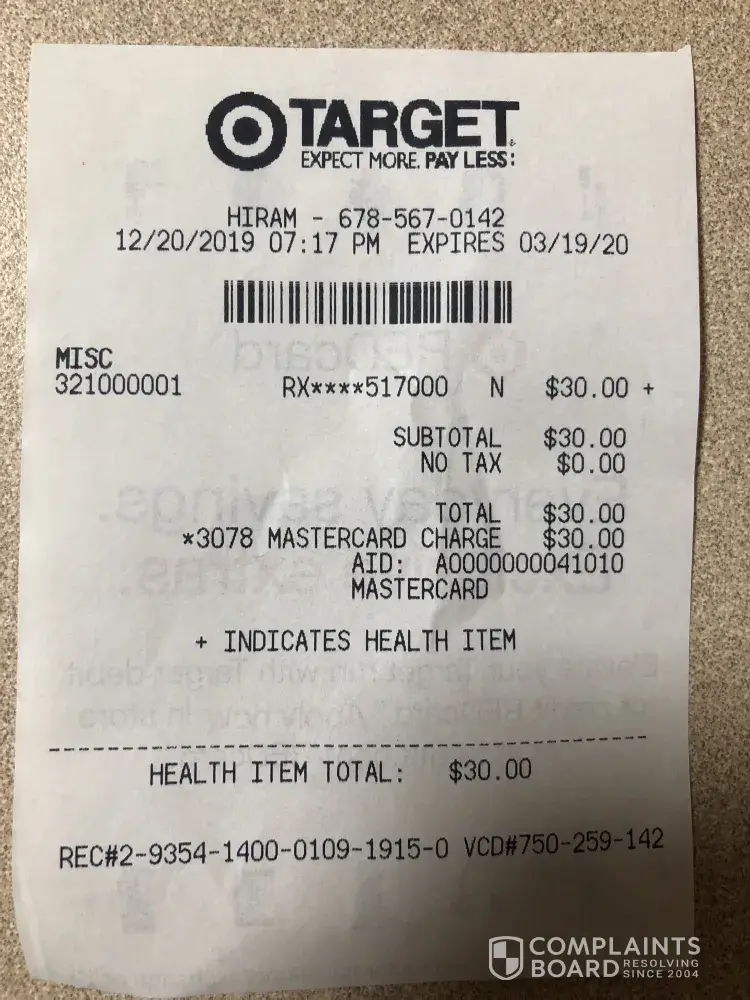 TARGET
EXPECT MORE. PAY LESS.
HIRAM - 678-567-0142
12/20/2019 07:17 PM EXPIRES 03/19/20
MISC
321000001 RX****517000 N $30.00 +
SUBTOTAL $30.00
NO TAX $0.00
TOTAL $30.00
*3078 MASTERCARD CHARGE $30.00
AID: A0000000041010
MASTERCARD
+ INDICATES HEALTH ITEM
HEALTH ITEM TOTAL: $30.00
REC#2-9354-1400-0109-1915-0 VCD#750-259-142
COMPLAINTS
BOARD RESOLVING
SINCE 2004